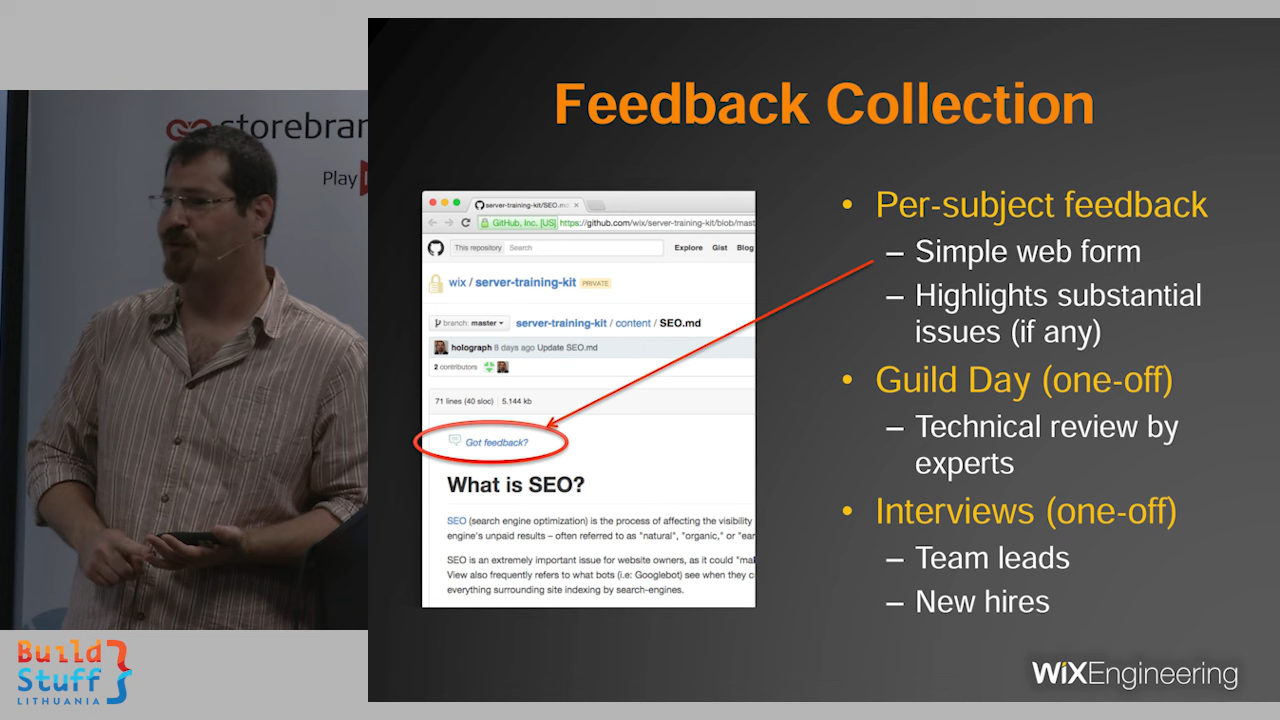 storebran
Play
Build
Stuff
LITHUANIA
Feedback Collection
server-training-kit/SEO.md
GitHub, Inc. [US] https://github.com/wix/server-training-kit/blob/mast
This repository Search Explore Gist Blog
wix / server-training-kit PRIVATE
branch: master server-training-kit / content / SEO.md
holograph 8 days ago Update SEO.md
2 contributors
71 lines (40 sloc) 5.144 kb
Got feedback?
What is SEO?
SEO (search engine optimization) is the process of affecting the visibility
engine's unpaid results – often referred to as "natural", "organic," or "ear
SEO is an extremely important issue for website owners, as it could "mal
View also frequently refers to what bots (i.e: Googlebot) see when they c
everything surrounding site indexing by search-engines.
• Per-subject feedback
– Simple web form
– Highlights substantial
issues (if any)
• Guild Day (one-off)
– Technical review by
experts
• Interviews (one-off)
– Team leads
– New hires
WiXEngineering